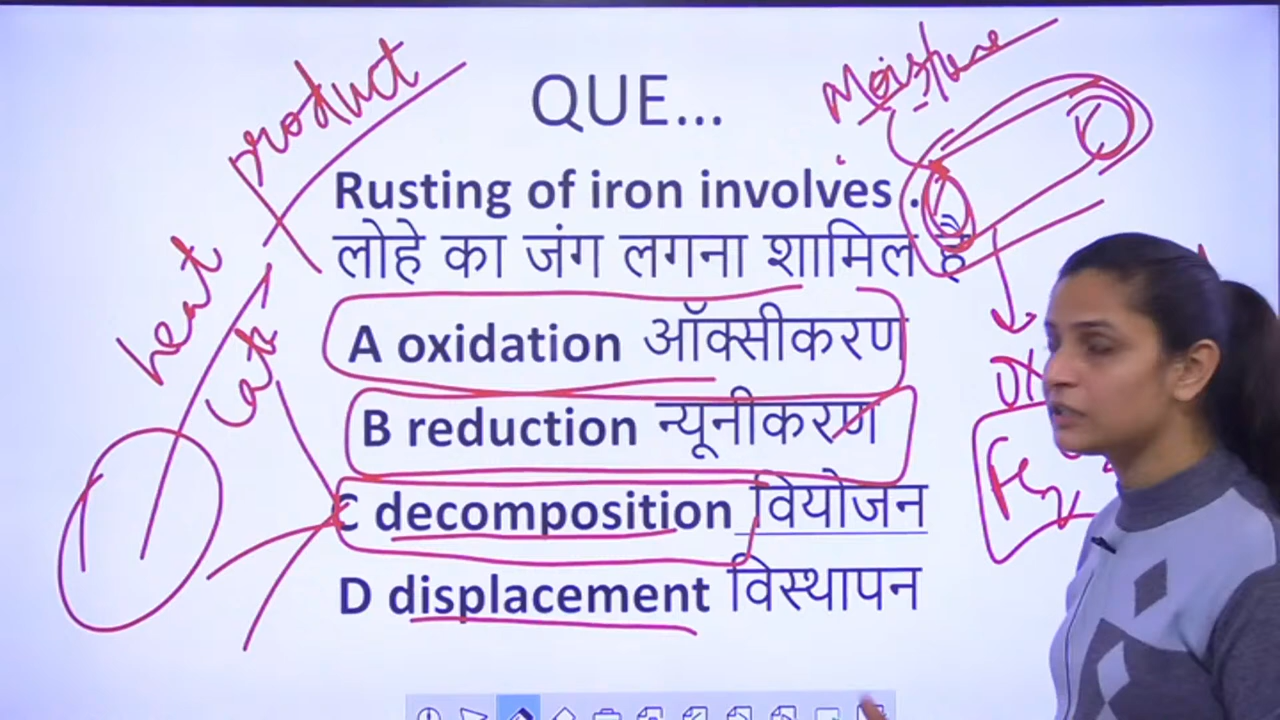 QUE...
Moisture
product
Rusting of iron involves .
लोहे का जंग लगना शामिल है
heat
A oxidation ऑक्सीकरण
B reduction न्यूनीकरण
C decomposition वियोजन
D displacement विस्थापन